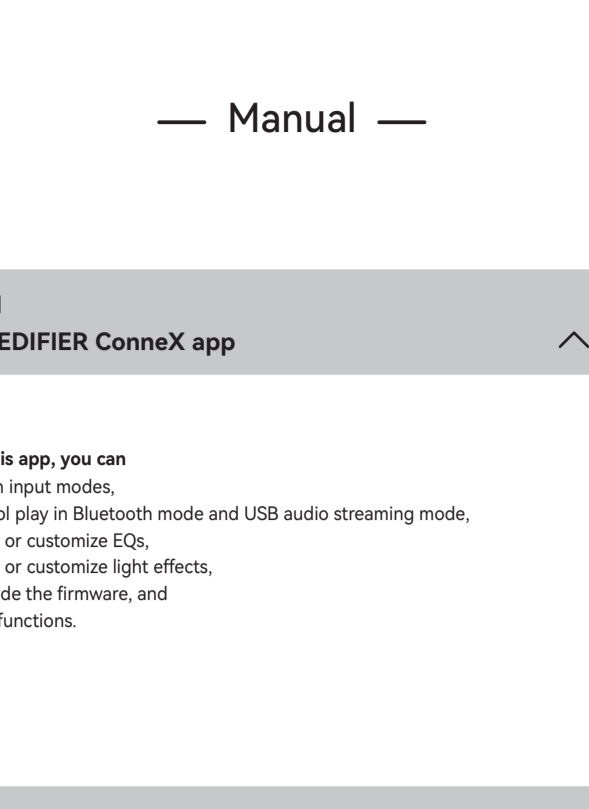 Manual
EDIFIER ConneX app
is app, you can
input modes,
play in Bluetooth mode and USB audio streaming mode,
or customize EQs,
or customize light effects,
de the firmware, and
functions.